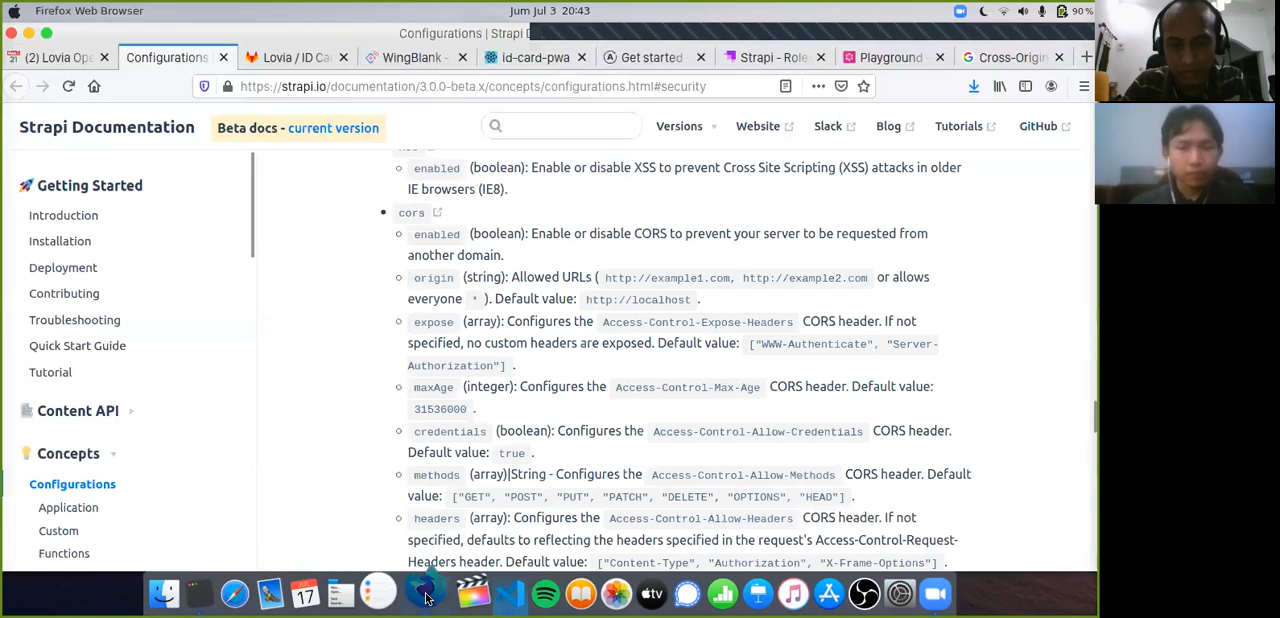 Firefox Web Browser
Jum Jul 3 20:43
90 %
Configurations | Strapi D
(2) Lovia Ope
Configurations
Lovia / ID Ca
WingBlank -
id-card-pwa
Get started -
Strapi - Role
Playground
Cross-Origin
https://strapi.io/documentation/3.0.0-beta.x/concepts/configurations.html#security
Strapi Documentation
Beta docs - current version
Versions
Website
Slack
Blog
Tutorials
GitHub
Getting Started
Introduction
Installation
Deployment
Contributing
Troubleshooting
Quick Start Guide
Tutorial
Content API
Concepts
Configurations
Application
Custom
Functions
enabled (boolean): Enable or disable XSS to prevent Cross Site Scripting (XSS) attacks in older
IE browsers (IE8).
cors
enabled (boolean): Enable or disable CORS to prevent your server to be requested from
another domain.
origin (string): Allowed URLs ( http://example1.com, http://example2.com or allows
everyone * ). Default value: http://localhost .
expose (array): Configures the Access-Control-Expose-Headers CORS header. If not
specified, no custom headers are exposed. Default value: ["WWW-Authenticate", "Server-
Authorization"] .
maxAge (integer): Configures the Access-Control-Max-Age CORS header. Default value:
31536000 .
credentials (boolean): Configures the Access-Control-Allow-Credentials CORS header.
Default value: true .
methods (array)|String - Configures the Access-Control-Allow-Methods CORS header. Default
value: ["GET", "POST", "PUT", "PATCH", "DELETE", "OPTIONS", "HEAD"] .
headers (array): Configures the Access-Control-Allow-Headers CORS header. If not
specified, defaults to reflecting the headers specified in the request's Access-Control-Request-
Headers header. Default value: ["Content-Type", "Authorization", "X-Frame-Options"] .
JUL
17
tv